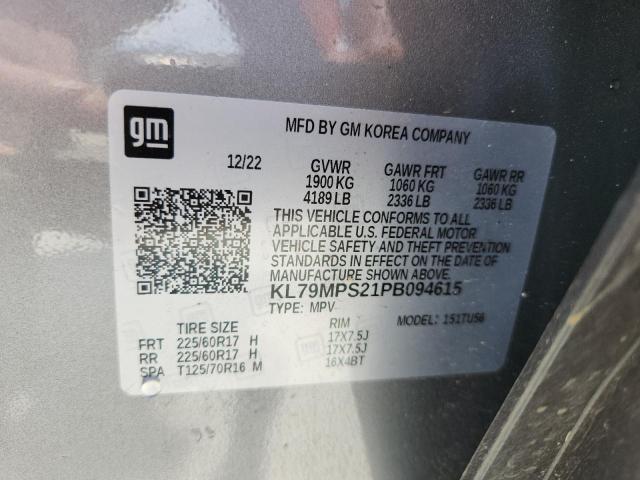 gm
MFD BY GM KOREA COMPANY
12/22 GVWR GAWR FRT GAWR RR
1900 KG 1060 KG 1060 KG
4189 LB 2336 LB 2336 LB
THIS VEHICLE CONFORMS TO ALL
APPLICABLE U.S. FEDERAL MOTOR
VEHICLE SAFETY AND THEFT PREVENTION
STANDARDS IN EFFECT ON THE DATE OF
MANUFACTURE SHOWN ABOVE.
KL79MPS21PB094615
TYPE: MPV MODEL: 151TU56
TIRE SIZE RIM
FRT 225/60R17 H 17X7.5J
RR 225/60R17 H 17X7.5J
SPA T125/70R16 M 16X4BT